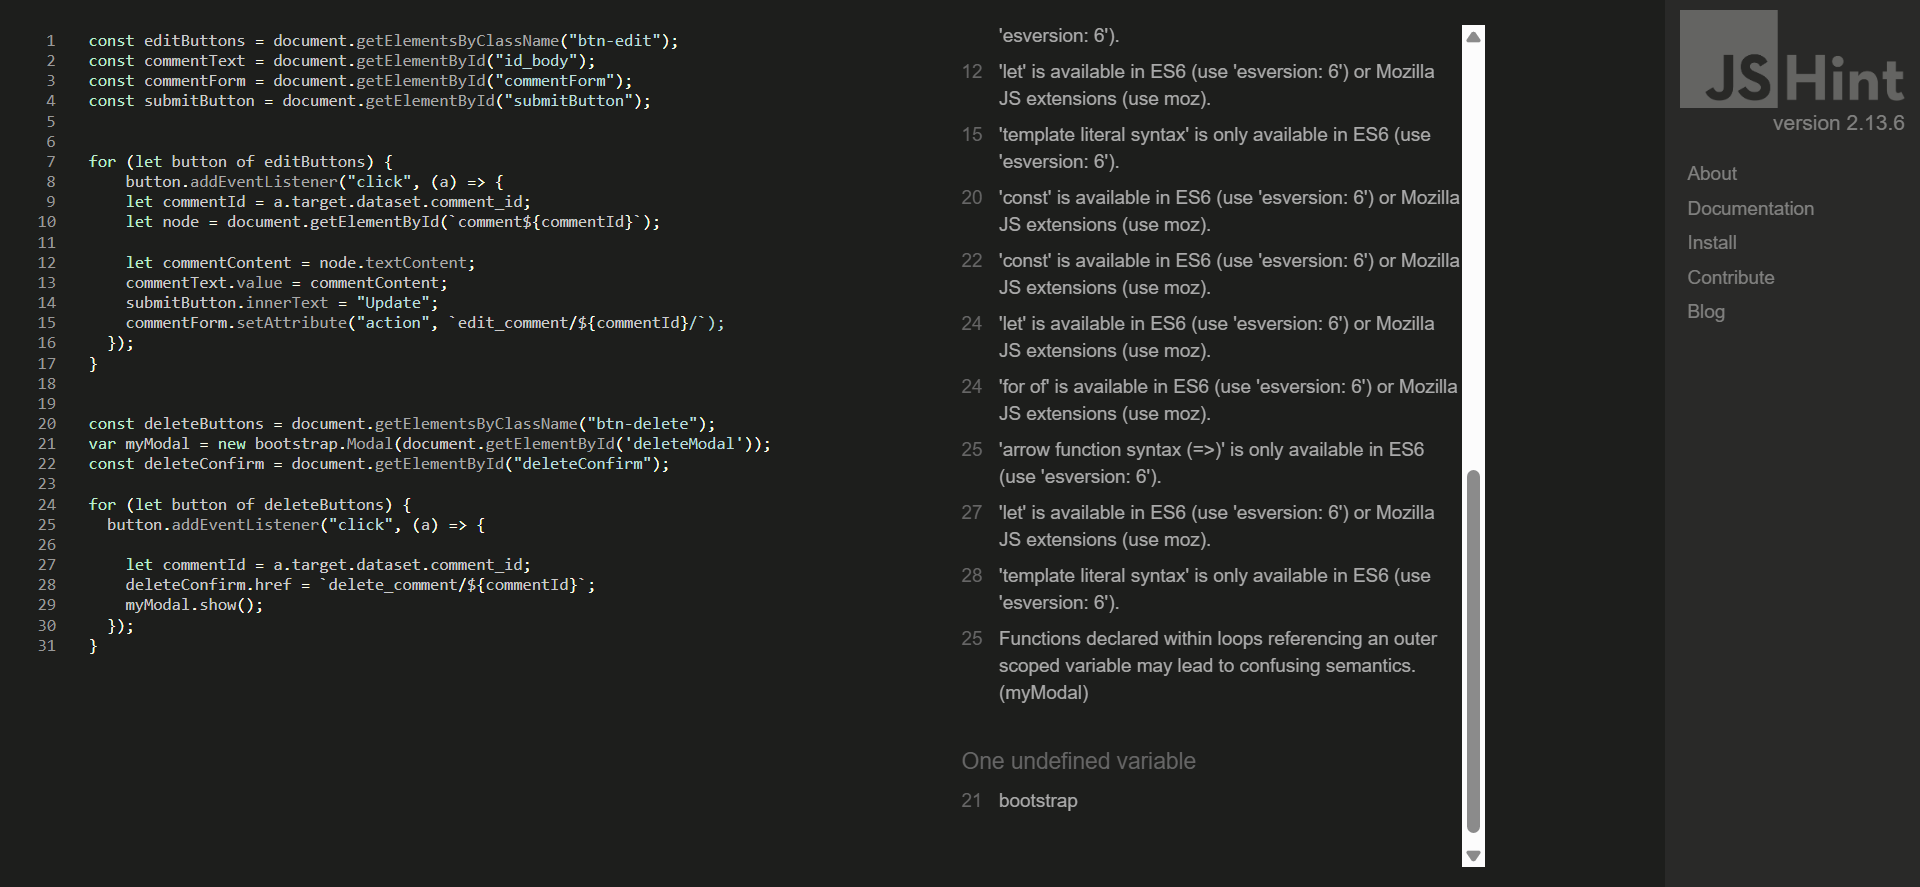 1 const editButtons = document.getElementsByClassName("btn-edit");
2 const commentText = document.getElementById("id_body");
3 const commentForm = document.getElementById("commentForm");
4 const submitButton = document.getElementById("submitButton");
5
6
7 for (let button of editButtons) {
8     button.addEventListener("click", (a) => {
9     let commentId = a.target.dataset.comment_id;
10     let node = document.getElementById(`comment${commentId}`);
11
12     let commentContent = node.textContent;
13     commentText.value = commentContent;
14     submitButton.innerText = "Update";
15     commentForm.setAttribute("action", `edit_comment/${commentId}/`);
16   });
17 }
18
19
20 const deleteButtons = document.getElementsByClassName("btn-delete");
21 var myModal = new bootstrap.Modal(document.getElementById('deleteModal'));
22 const deleteConfirm = document.getElementById("deleteConfirm");
23
24 for (let button of deleteButtons) {
25   button.addEventListener("click", (a) => {
26
27     let commentId = a.target.dataset.comment_id;
28     deleteConfirm.href = `delete_comment/${commentId}`;
29     myModal.show();
30   });
31 }
'esversion: 6').
12 'let' is available in ES6 (use 'esversion: 6') or Mozilla
JS extensions (use moz).
15 'template literal syntax' is only available in ES6 (use
'esversion: 6').
20 'const' is available in ES6 (use 'esversion: 6') or Mozilla
JS extensions (use moz).
22 'const' is available in ES6 (use 'esversion: 6') or Mozilla
JS extensions (use moz).
24 'let' is available in ES6 (use 'esversion: 6') or Mozilla
JS extensions (use moz).
24 'for of' is available in ES6 (use 'esversion: 6') or Mozilla
JS extensions (use moz).
25 'arrow function syntax (=>)' is only available in ES6
(use 'esversion: 6').
27 'let' is available in ES6 (use 'esversion: 6') or Mozilla
JS extensions (use moz).
28 'template literal syntax' is only available in ES6 (use
'esversion: 6').
25 Functions declared within loops referencing an outer
scoped variable may lead to confusing semantics.
(myModal)
One undefined variable
21 bootstrap
JSHint
version 2.13.6
About
Documentation
Install
Contribute
Blog